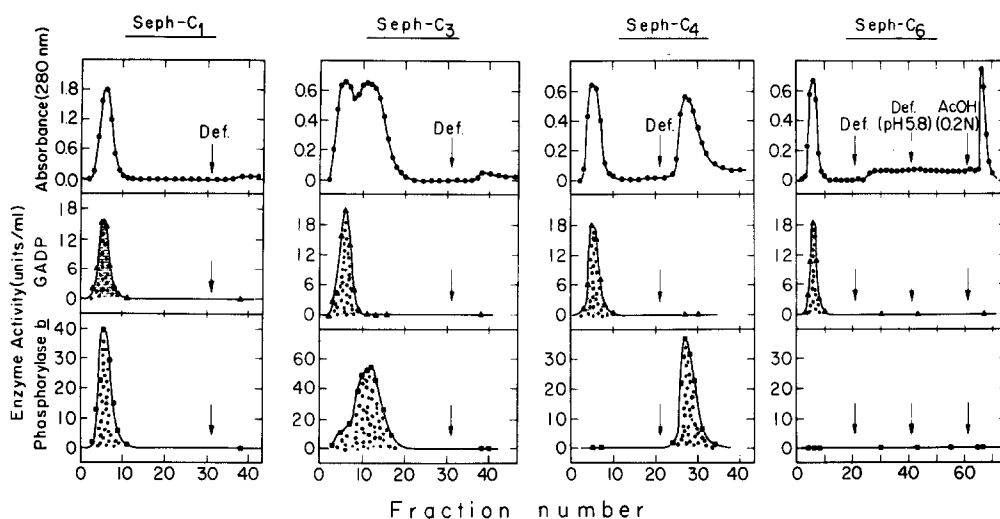 Seph-C1 Seph-C3 Seph-C4 Seph-C6
Absorbance(280 nm)
1.8
1.2
0.6
0.0
Def.
0.6
0.4
0.2
0
Def.
0.6
0.4
0.2
0
Def.
0.6
0.4
0.2
0
Def.
Def.
(pH5.8)
AcOH
(0.2N)
Enzyme Activity(units/ml)
GADP
18
12
6
0
18
12
6
0
18
12
6
0
18
12
6
0
Phosphorylase b
40
30
20
10
0
60
40
20
0
30
20
10
0
30
20
10
0
0 10 20 30 40
0 10 20 30 40
0 10 20 30 40
0 20 40 60
Fraction number